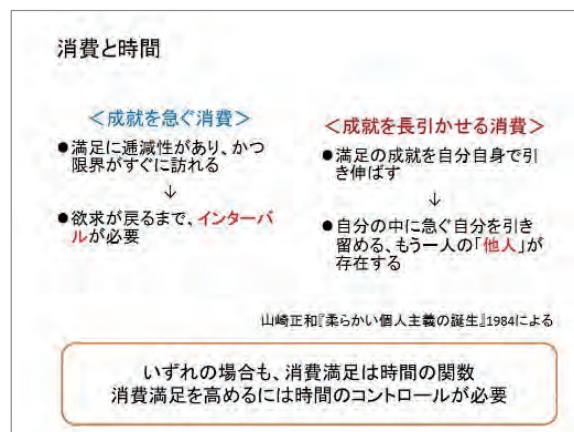 消費と時間
＜成就を急ぐ消費＞
●満足に逓減性があり、かつ
限界がすぐに訪れる
↓
●欲求が戻るまで、インターバ
ルが必要
＜成就を長引かせる消費＞
●満足の成就を自分自身で引
き伸ばす
↓
●自分の中に急ぐ自分を引き
留める、もう一人の「他人」が
存在する
山崎正和『柔らかい個人主義の誕生』1984による
いずれの場合も、消費満足は時間の関数
消費満足を高めるには時間のコントロールが必要